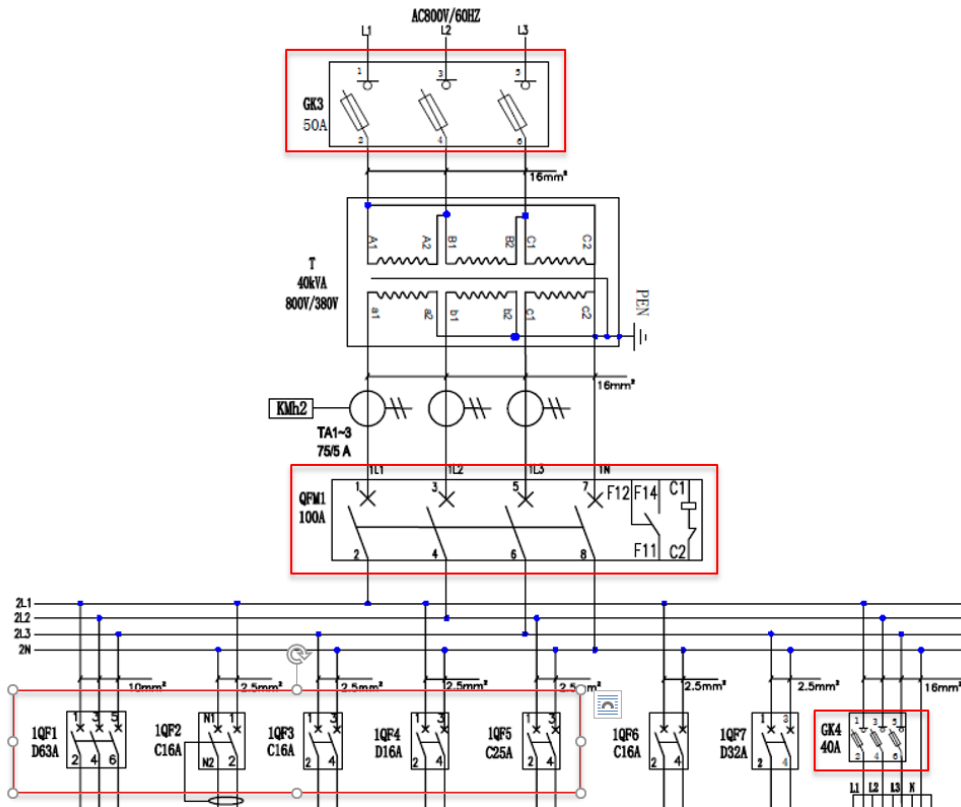 AC800V/60HZ
L1 L2 L3
1 3 5
GK3
50A
2 4 6
16mm²
A1 A2 B1 B2 C1 C2
T
40kVA
800V/380V
a1 a2 b1 b2 c1 c2
PEN
16mm²
KMh2
TA1~3
75/5 A
1L1 1L2 1L3 1N
QFM1
100A
1 3 5 7 F12 F14 C1
2 4 6 8 F11 C2
2L1
2L2
2L3
2N
10mm² 2.5mm² 2.5mm² 2.5mm² 2.5mm² 2.5mm² 2.5mm² 16mm²
1QF1
D63A
1 3 5
2 4 6
1QF2
C16A
N1 1
N2 2
1QF3
C16A
1 3
2 4
1QF4
D16A
1 3
2 4
1QF5
C25A
1 3
2 4
1QF6
C16A
1 3
2 4
1QF7
D32A
1 3
2 4
GK4
40A
1 3 5
2 4 6
L1 L2 L3 N